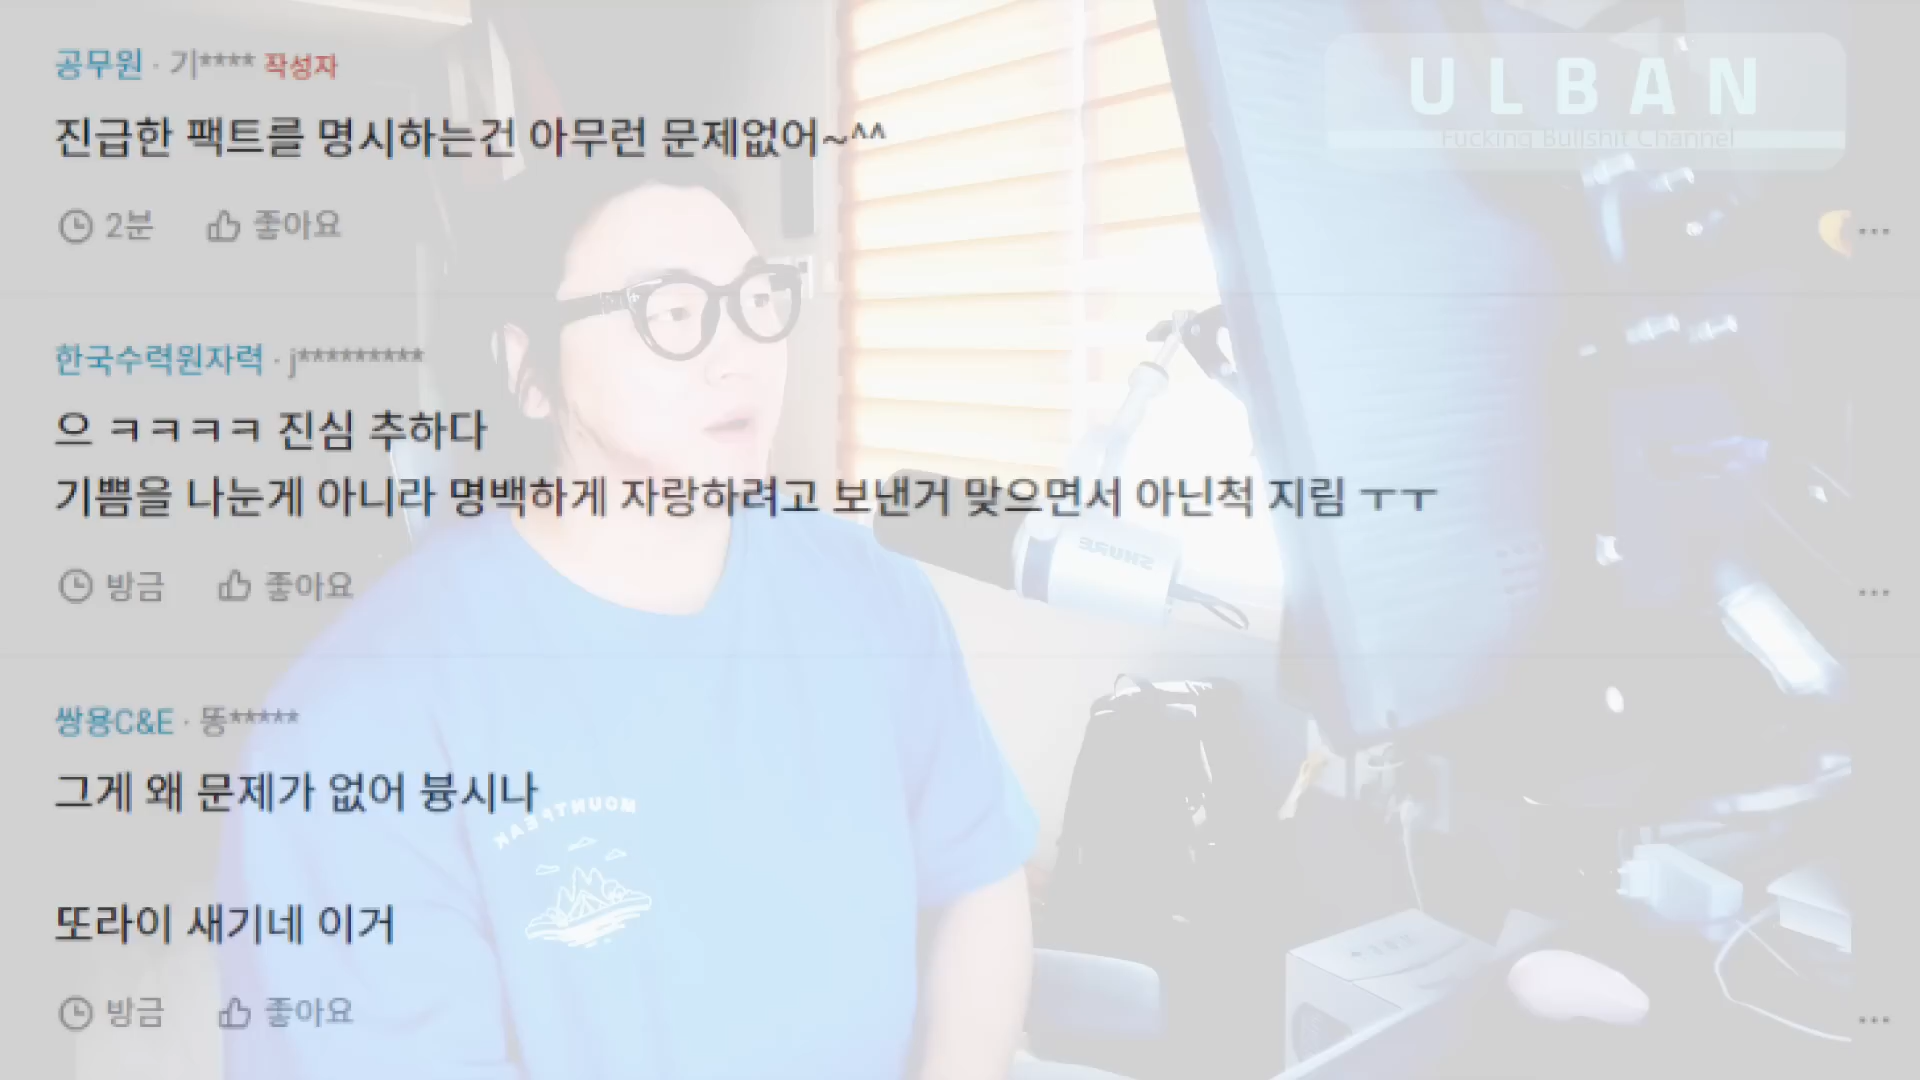 공무원 · 기**** 작성자
진급한 팩트를 명시하는건 아무런 문제없어~^^
2분 좋아요
한국수력원자력 · j*********
으 ㅋㅋㅋㅋ 진심 추하다
기쁨을 나눈게 아니라 명백하게 자랑하려고 보낸거 맞으면서 아닌척 지림 ㅜㅜ
방금 좋아요
쌍용C&E · 똥*****
그게 왜 문제가 없어 븅시나
또라이 새기네 이거
방금 좋아요
ULBAN
Fucking Bullshit Channel
SHURE
MOUNTPEAK